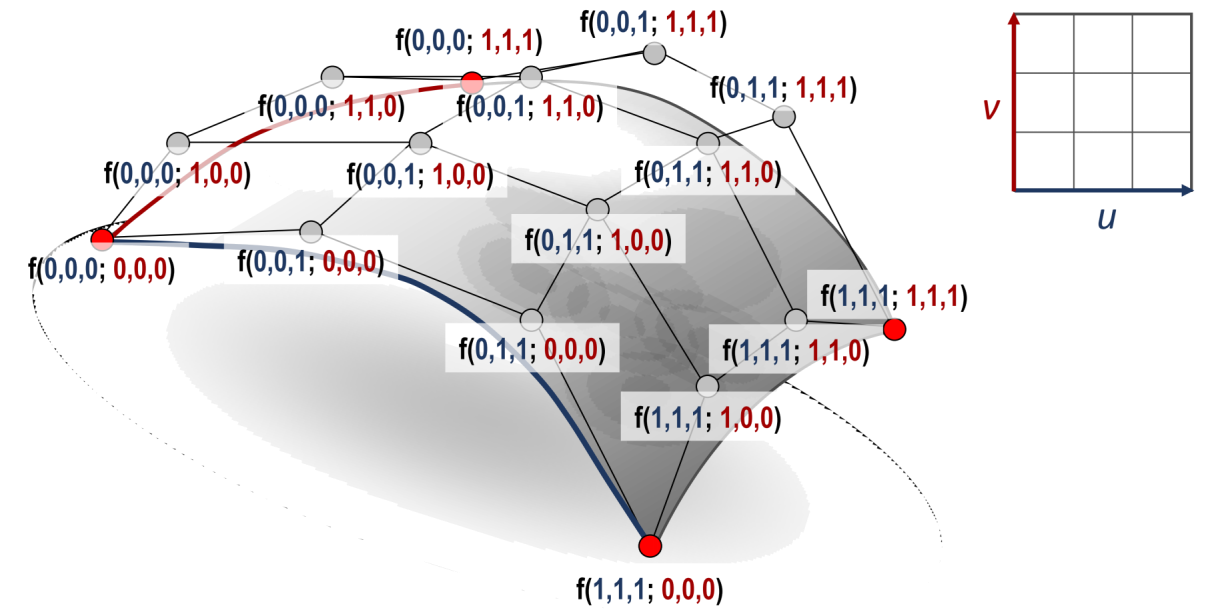 f(0,0,1; 1,1,1)
f(0,0,0; 1,1,1)
f(0,1,1; 1,1,1)
f(0,0,0; 1,1,0)
f(0,0,1; 1,1,0)
v
f(0,0,0; 1,0,0)
f(0,0,1; 1,0,0)
f(0,1,1; 1,1,0)
u
f(0,1,1; 1,0,0)
f(0,0,0; 0,0,0)
f(0,0,1; 0,0,0)
f(1,1,1; 1,1,1)
f(0,1,1; 0,0,0)
f(1,1,1; 1,1,0)
f(1,1,1; 1,0,0)
f(1,1,1; 0,0,0)